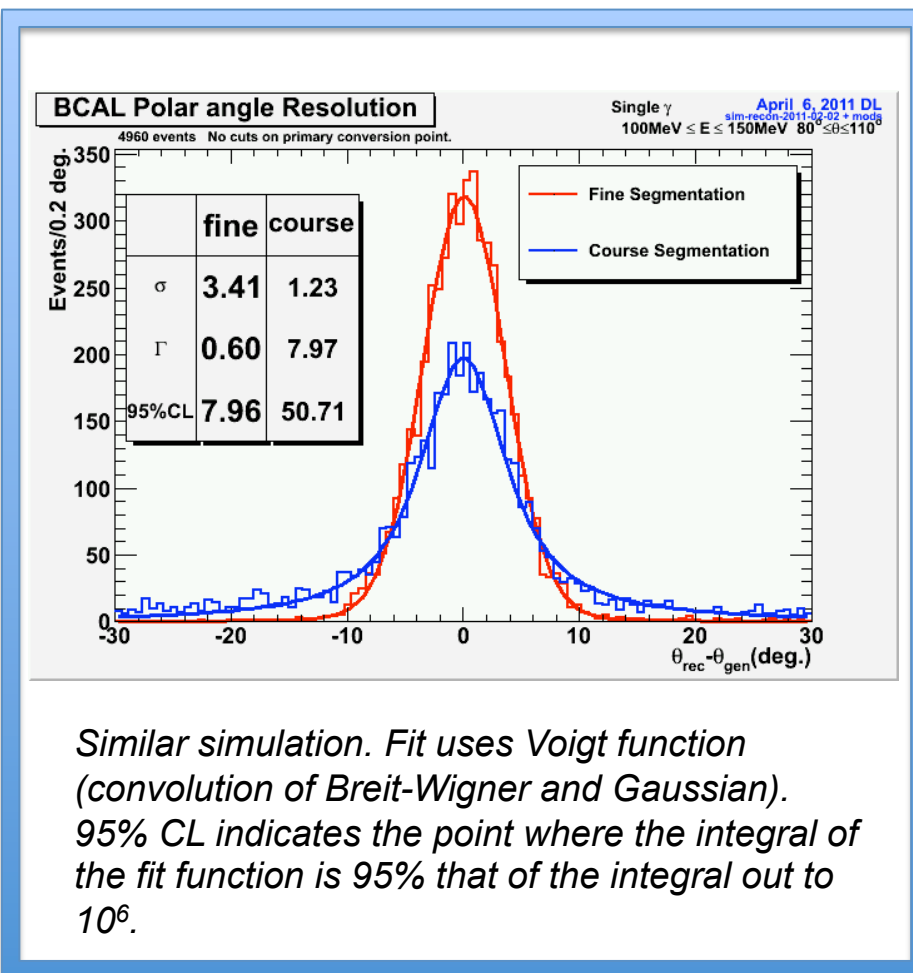 BCAL Polar angle Resolution
Single γ
April 6, 2011 DL
sim-recon-2011-02-02 + mods
100MeV ≤ E ≤ 150MeV 80°≤θ≤110°
4960 events No cuts on primary conversion point.
Events/0.2 deg.
350
300
250
200
150
100
50
0
fine course
σ 3.41 1.23
Γ 0.60 7.97
95%CL 7.96 50.71
Fine Segmentation
Course Segmentation
-30 -20 -10 0 10 20 30
θrec-θgen(deg.)
Similar simulation. Fit uses Voigt function
(convolution of Breit-Wigner and Gaussian).
95% CL indicates the point where the integral of
the fit function is 95% that of the integral out to
10⁶.